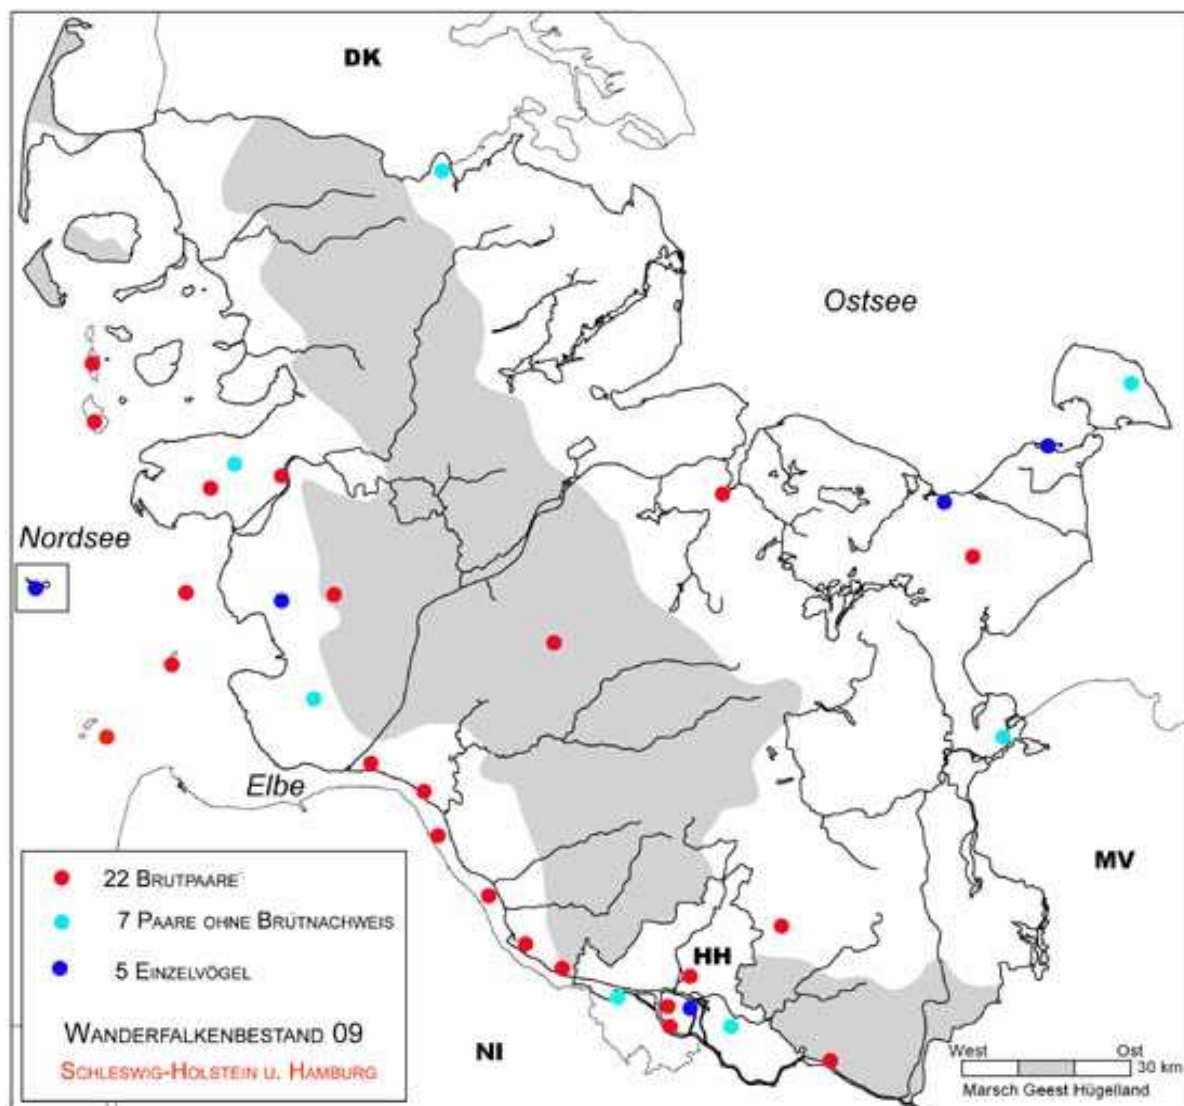 DK
Ostsee
Nordsee
Elbe
MV
HH
NI
22 BRUTPAARE
7 PAARE OHNE BRÜTNACHWEIS
5 EINZELVÖGEL
WANDERFALKENBESTAND 09
SCHLESWIG-HOLSTEIN U. HAMBURG
West Ost
30 km
Marsch Geest Hügelland